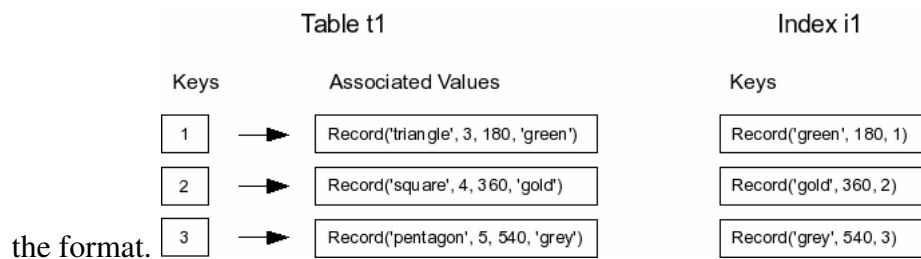 Table t1 Index i1
Keys Associated Values Keys
1 Record('triangle', 3, 180, 'green') Record('green', 180, 1)
2 Record('square', 4, 360, 'gold') Record('gold', 360, 2)
the format. 3 Record('pentagon', 5, 540, 'grey') Record('grey', 540, 3)